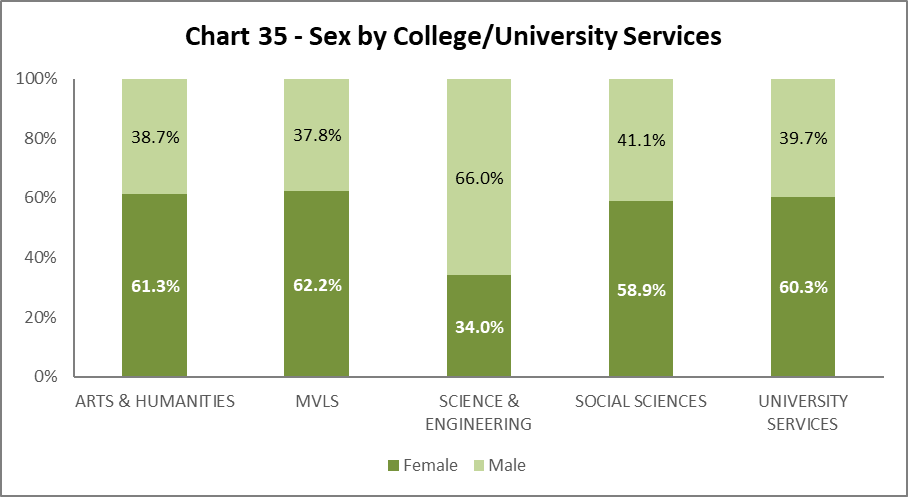 Chart 35 - Sex by College/University Services
100%
80%
60%
40%
20%
0%
38.7%
37.8%
66.0%
41.1%
39.7%
61.3%
62.2%
34.0%
58.9%
60.3%
ARTS & HUMANITIES
MVLS
SCIENCE &
ENGINEERING
SOCIAL SCIENCES
UNIVERSITY
SERVICES
Female
Male